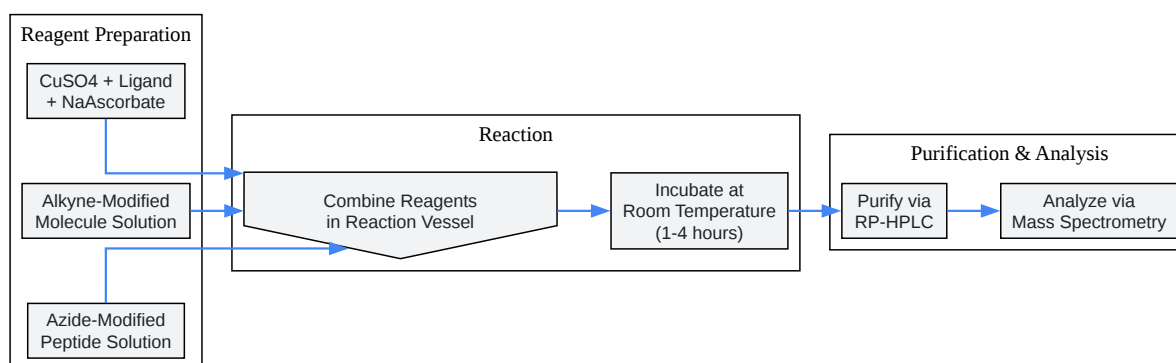 Reagent Preparation
CuSO4 + Ligand
+ NaAscorbate
Alkyne-Modified
Molecule Solution
Azide-Modified
Peptide Solution
Reaction
Combine Reagents
in Reaction Vessel
Incubate at
Room Temperature
(1-4 hours)
Purification & Analysis
Purify via
RP-HPLC
Analyze via
Mass Spectrometry